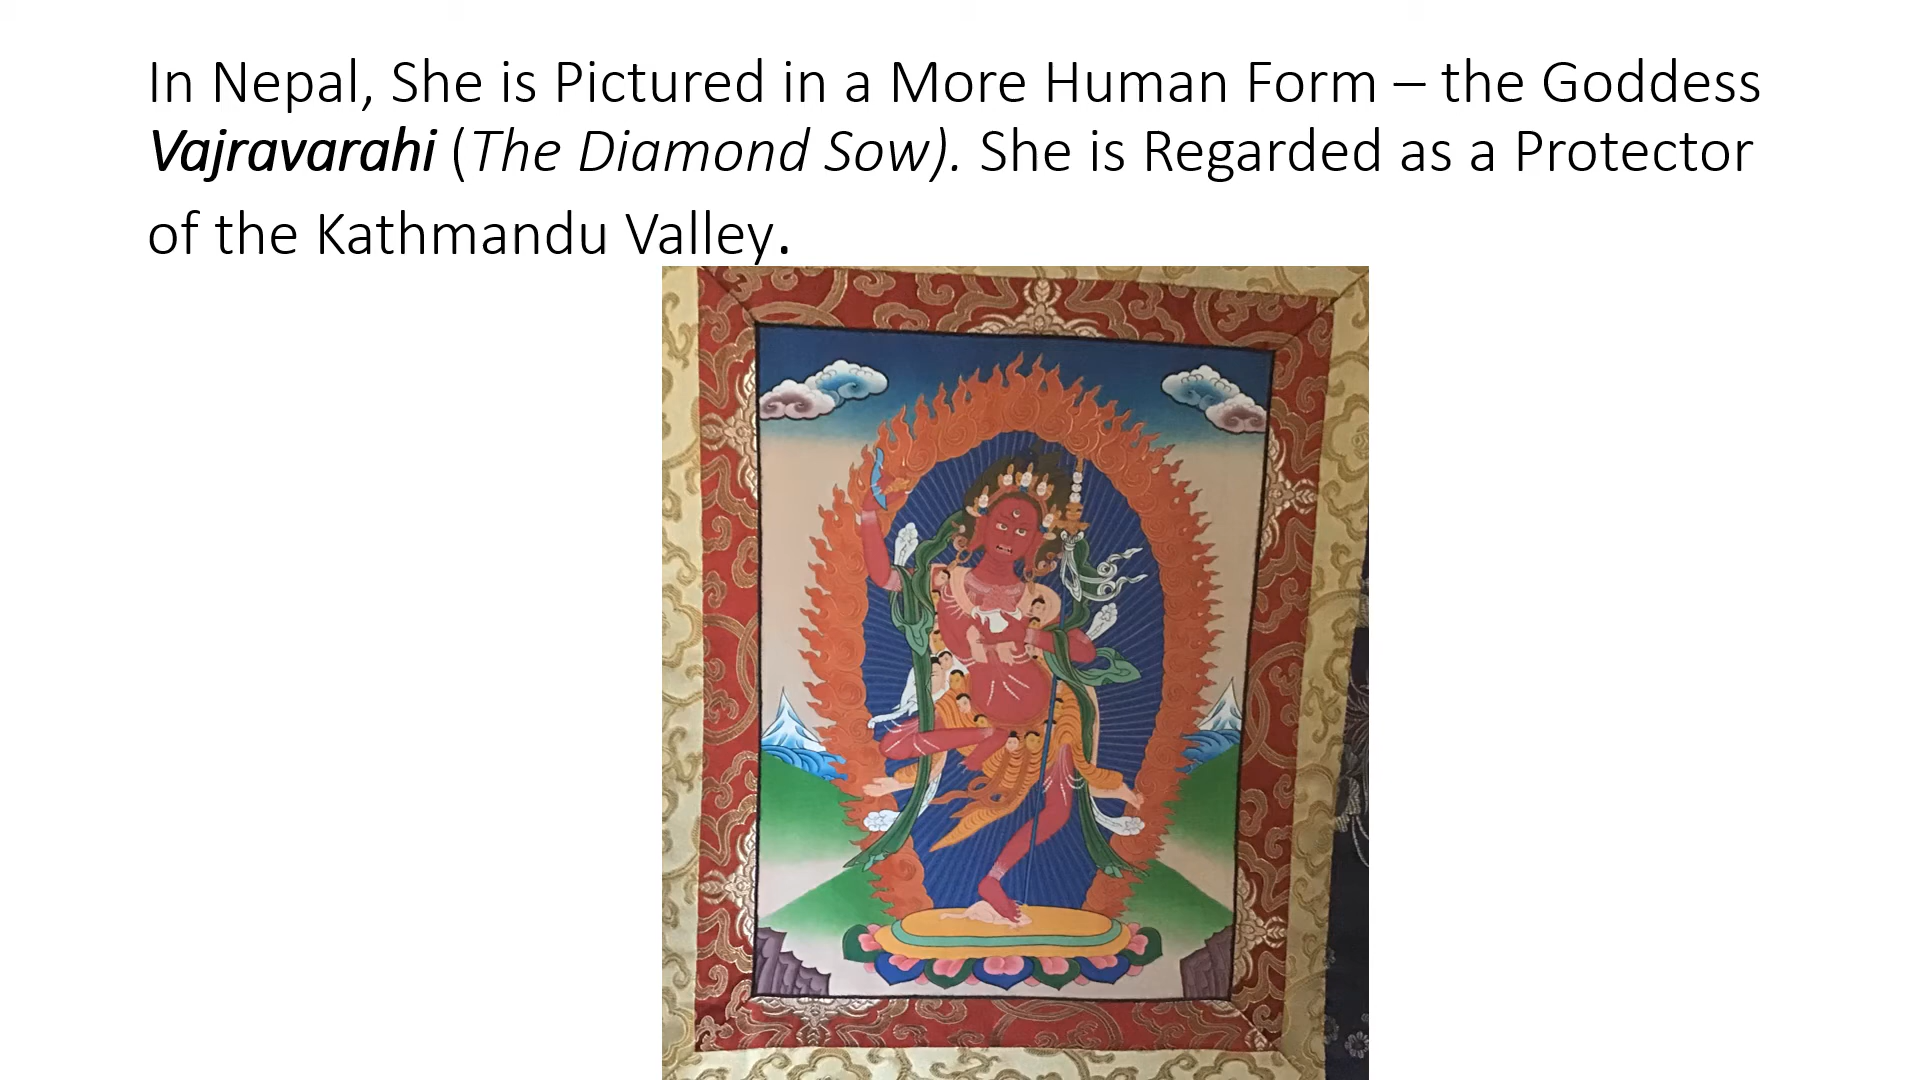 In Nepal, She is Pictured in a More Human Form – the Goddess
Vajravarahi (The Diamond Sow). She is Regarded as a Protector
of the Kathmandu Valley.